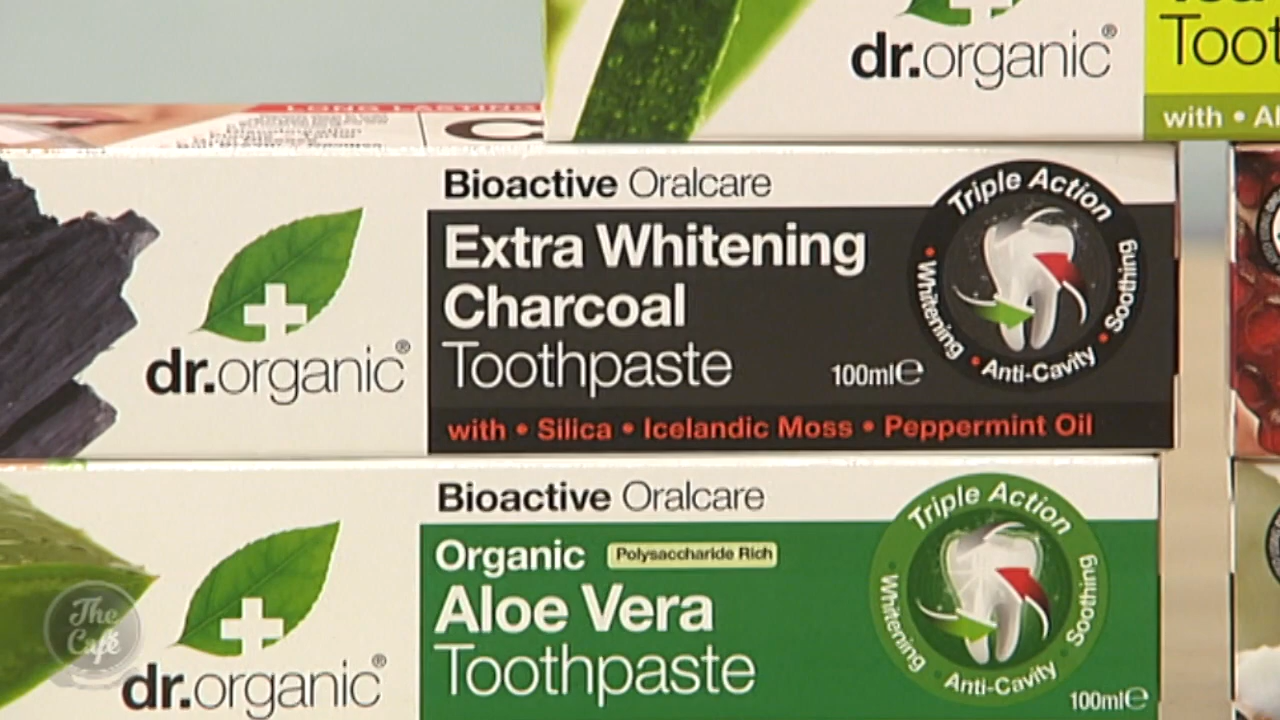 dr.organic®
Toot
with • Al
LONG LASTING
Bioactive Oralcare
Extra Whitening
Charcoal
Toothpaste
100ml℮
with • Silica • Icelandic Moss • Peppermint Oil
Triple Action
• Whitening • Anti-Cavity • Soothing
dr.organic®
Bioactive Oralcare
Organic Polysaccharide Rich
Aloe Vera
Toothpaste
100ml℮
Triple Action
• Whitening • Anti-Cavity • Soothing
dr.organic®
The
Café